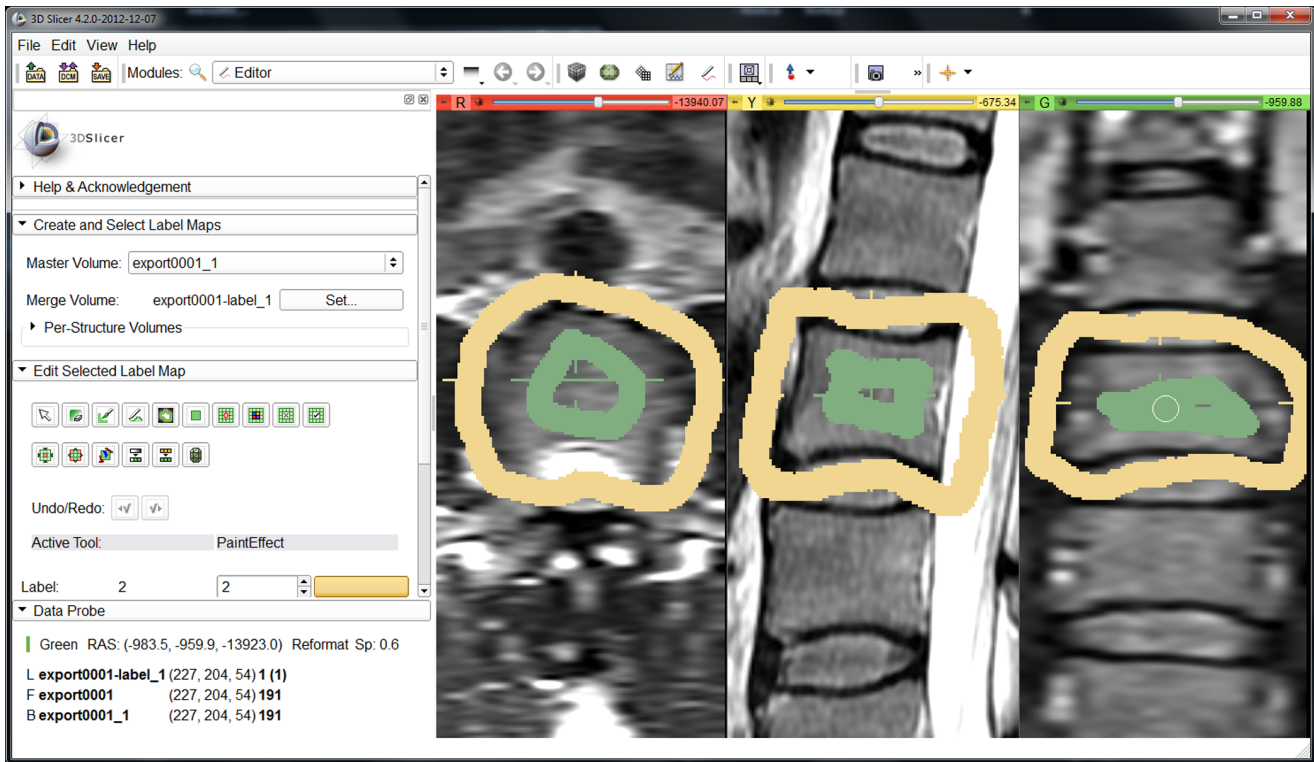 3D Slicer 4.2.0-2012-12-07
File Edit View Help
DATA DCM SAVE Modules: Editor
R -13940.07 Y -675.34 G -959.88
3DSlicer
Help & Acknowledgement
Create and Select Label Maps
Master Volume: export0001_1
Merge Volume: export0001-label_1 Set...
Per-Structure Volumes
Edit Selected Label Map
Undo/Redo:
Active Tool: PaintEffect
Label: 2 2
Data Probe
Green RAS: (-983.5, -959.9, -13923.0) Reformat Sp: 0.6
L export0001-label_1 (227, 204, 54) 1 (1)
F export0001 (227, 204, 54) 191
B export0001_1 (227, 204, 54) 191